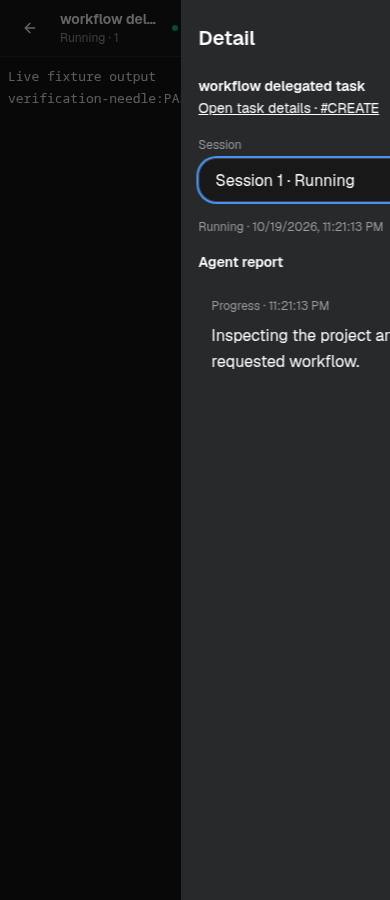 workflow del...
Running · 1
Live fixture output
verification-needle:PA
Detail
workflow delegated task
Open task details · #CREATE
Session
Session 1 · Running
Running · 10/19/2026, 11:21:13 PM
Agent report
Progress · 11:21:13 PM
Inspecting the project ar
requested workflow.